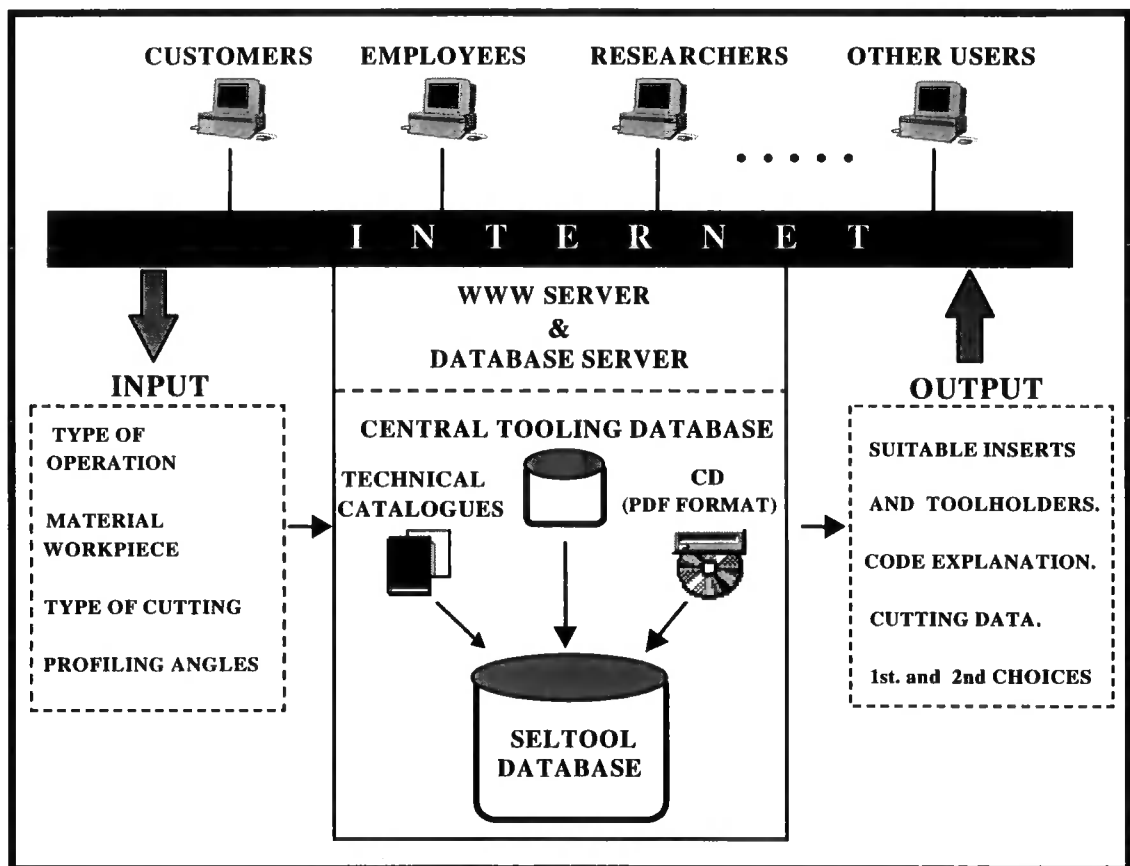 CUSTOMERS EMPLOYEES RESEARCHERS OTHER USERS
I N T E R N E T
WWW SERVER
&
DATABASE SERVER
INPUT
TYPE OF
OPERATION
MATERIAL
WORKPIECE
TYPE OF CUTTING
PROFILING ANGLES
CENTRAL TOOLING DATABASE
TECHNICAL
CATALOGUES
CD
(PDF FORMAT)
SELTOOL
DATABASE
OUTPUT
SUITABLE INSERTS
AND TOOLHOLDERS.
CODE EXPLANATION.
CUTTING DATA.
1st. and 2nd CHOICES